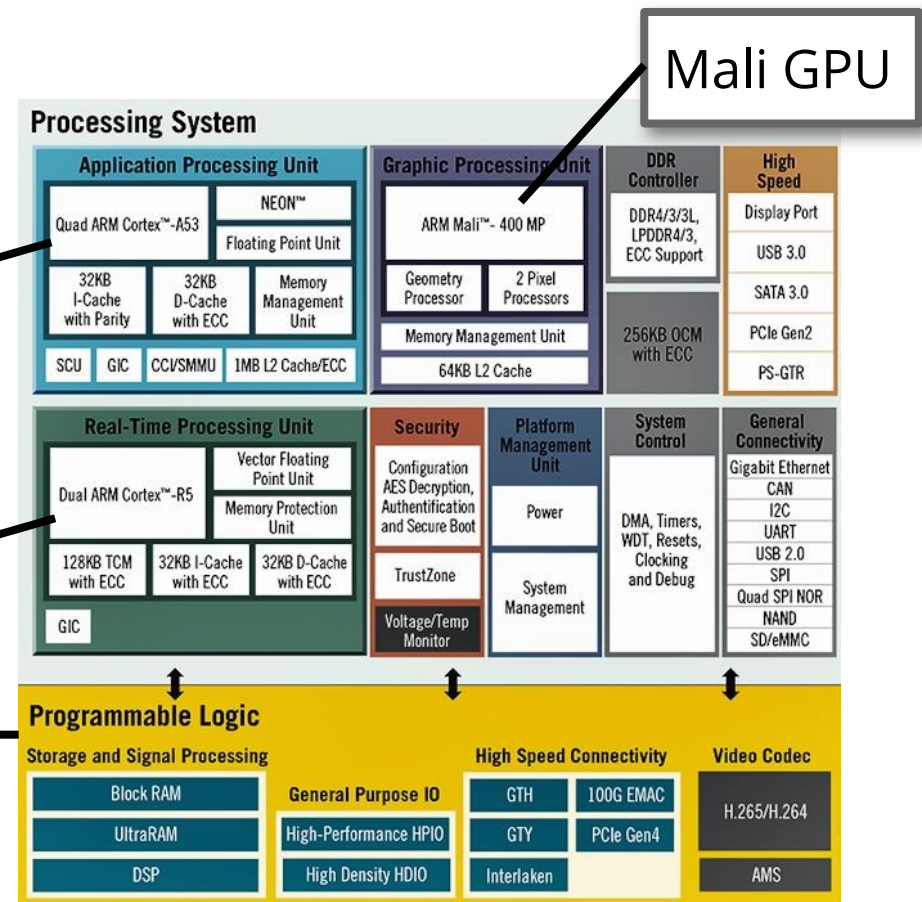 Mali GPU
Processing System
Application Processing Unit
Quad ARM Cortex™-A53
NEON™
Floating Point Unit
32KB
I-Cache
with Parity
32KB
D-Cache
with ECC
Memory
Management
Unit
SCU
GIC
CCI/SMMU
1MB L2 Cache/ECC
Graphic Processing Unit
ARM Mali™- 400 MP
Geometry
Processor
2 Pixel
Processors
Memory Management Unit
64KB L2 Cache
DDR
Controller
DDR4/3/3L,
LPDDR4/3,
ECC Support
256KB OCM
with ECC
High
Speed
Display Port
USB 3.0
SATA 3.0
PCIe Gen2
PS-GTR
Real-Time Processing Unit
Dual ARM Cortex™-R5
Vector Floating
Point Unit
Memory Protection
Unit
128KB TCM
with ECC
32KB I-Cache
with ECC
32KB D-Cache
with ECC
GIC
Security
Configuration
AES Decryption,
Authentification
and Secure Boot
TrustZone
Voltage/Temp
Monitor
Platform
Management
Unit
Power
System
Management
System
Control
DMA, Timers,
WDT, Resets,
Clocking
and Debug
General
Connectivity
Gigabit Ethernet
CAN
I2C
UART
USB 2.0
SPI
Quad SPI NOR
NAND
SD/eMMC
Programmable Logic
Storage and Signal Processing
Block RAM
UltraRAM
DSP
General Purpose IO
High-Performance HPIO
High Density HDIO
High Speed Connectivity
GTH
100G EMAC
GTY
PCIe Gen4
Interlaken
Video Codec
H.265/H.264
AMS